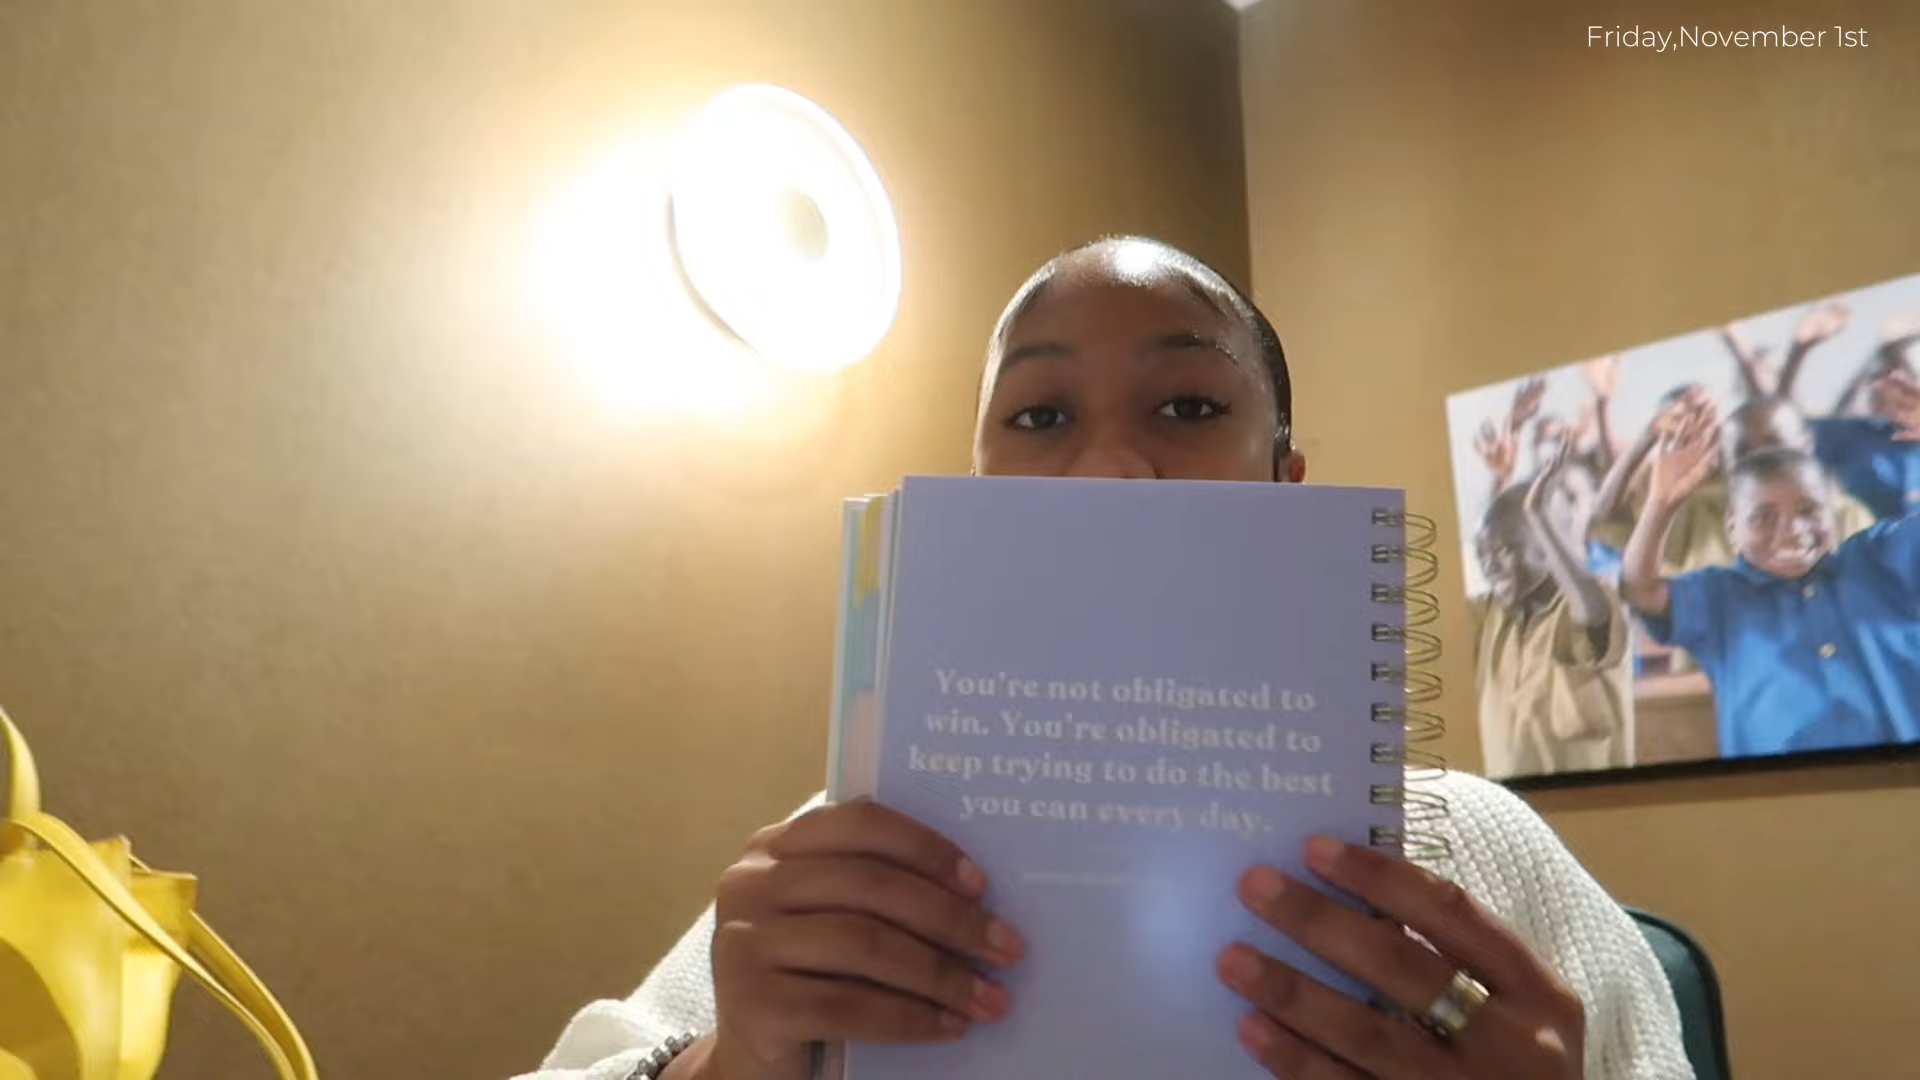 Friday,November 1st
You're not obligated to
win. You're obligated to
keep trying to do the best
you can every day.